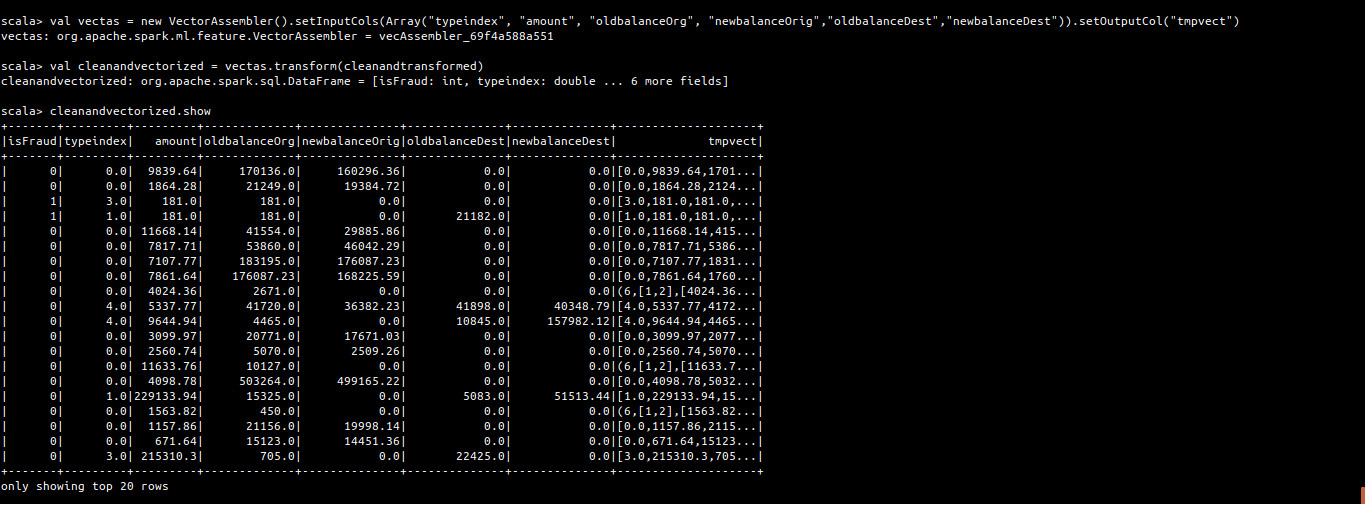 scala> val vectas = new VectorAssembler().setInputCols(Array("typeindex", "amount", "oldbalanceOrg", "newbalanceOrig","oldbalanceDest","newbalanceDest")).setOutputCol("tmpvect")
vectas: org.apache.spark.ml.feature.VectorAssembler = vecAssembler_69f4a588a551
scala> val cleanandvectorized = vectas.transform(cleanandtransformed)
cleanandvectorized: org.apache.spark.sql.DataFrame = [isFraud: int, typeindex: double ... 6 more fields]
scala> cleanandvectorized.show
+-------+---------+---------+-------------+--------------+--------------+--------------+--------------------+
|isFraud|typeindex|   amount|oldbalanceOrg|newbalanceOrig|oldbalanceDest|newbalanceDest|             tmpvect|
+-------+---------+---------+-------------+--------------+--------------+--------------+--------------------+
|      0|      0.0|  9839.64|     170136.0|     160296.36|           0.0|           0.0|[0.0,9839.64,1701...|
|      0|      0.0|  1864.28|      21249.0|      19384.72|           0.0|           0.0|[0.0,1864.28,2124...|
|      1|      3.0|    181.0|        181.0|           0.0|           0.0|           0.0|[3.0,181.0,181.0,...|
|      1|      1.0|    181.0|        181.0|           0.0|       21182.0|           0.0|[1.0,181.0,181.0,...|
|      0|      0.0| 11668.14|      41554.0|      29885.86|           0.0|           0.0|[0.0,11668.14,415...|
|      0|      0.0|  7817.71|      53860.0|      46042.29|           0.0|           0.0|[0.0,7817.71,5386...|
|      0|      0.0|  7107.77|     183195.0|     176087.23|           0.0|           0.0|[0.0,7107.77,1831...|
|      0|      0.0|  7861.64|    176087.23|     168225.59|           0.0|           0.0|[0.0,7861.64,1760...|
|      0|      0.0|  4024.36|       2671.0|           0.0|           0.0|           0.0|(6,[1,2],[4024.36...|
|      0|      4.0|  5337.77|      41720.0|      36382.23|       41898.0|      40348.79|[4.0,5337.77,4172...|
|      0|      4.0|  9644.94|       4465.0|           0.0|       10845.0|     157982.12|[4.0,9644.94,4465...|
|      0|      0.0|  3099.97|      20771.0|      17671.03|           0.0|           0.0|[0.0,3099.97,2077...|
|      0|      0.0|  2560.74|       5070.0|       2509.26|           0.0|           0.0|[0.0,2560.74,5070...|
|      0|      0.0| 11633.76|      10127.0|           0.0|           0.0|           0.0|(6,[1,2],[11633.7...|
|      0|      0.0|  4098.78|     503264.0|     499165.22|           0.0|           0.0|[0.0,4098.78,5032...|
|      0|      1.0|229133.94|      15325.0|           0.0|        5083.0|      51513.44|[1.0,229133.94,15...|
|      0|      0.0|  1563.82|        450.0|           0.0|           0.0|           0.0|(6,[1,2],[1563.82...|
|      0|      0.0|  1157.86|      21156.0|      19998.14|           0.0|           0.0|[0.0,1157.86,2115...|
|      0|      0.0|   671.64|      15123.0|      14451.36|           0.0|           0.0|[0.0,671.64,15123...|
|      0|      3.0| 215310.3|        705.0|           0.0|       22425.0|           0.0|[3.0,215310.3,705...|
+-------+---------+---------+-------------+--------------+--------------+--------------+--------------------+
only showing top 20 rows